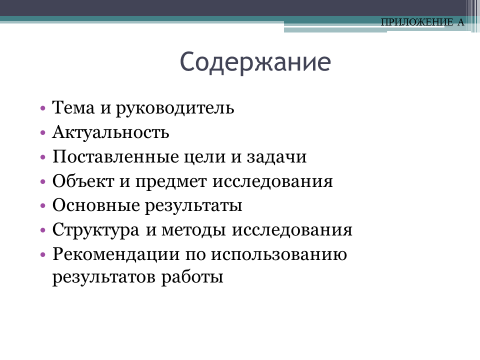 ПРИЛОЖЕНИЕ А
Содержание
• Тема и руководитель
• Актуальность
• Поставленные цели и задачи
• Объект и предмет исследования
• Основные результаты
• Структура и методы исследования
• Рекомендации по использованию
результатов работы